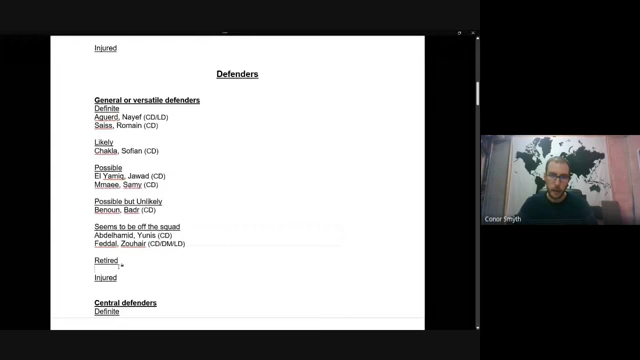 Injured
Defenders
General or versatile defenders
Definite
Aguerd, Nayef (CD/LD)
Saiss, Romain (CD)
Likely
Chakla, Sofian (CD)
Possible
El Yamiq, Jawad (CD)
Mmaee, Samy (CD)
Possible but Unlikely
Benoun, Badr (CD)
Seems to be off the squad
Abdelhamid, Yunis (CD)
Feddal, Zouhair (CD/DM/LD)
Retired
Injured
Central defenders
Definite
Conor Smyth